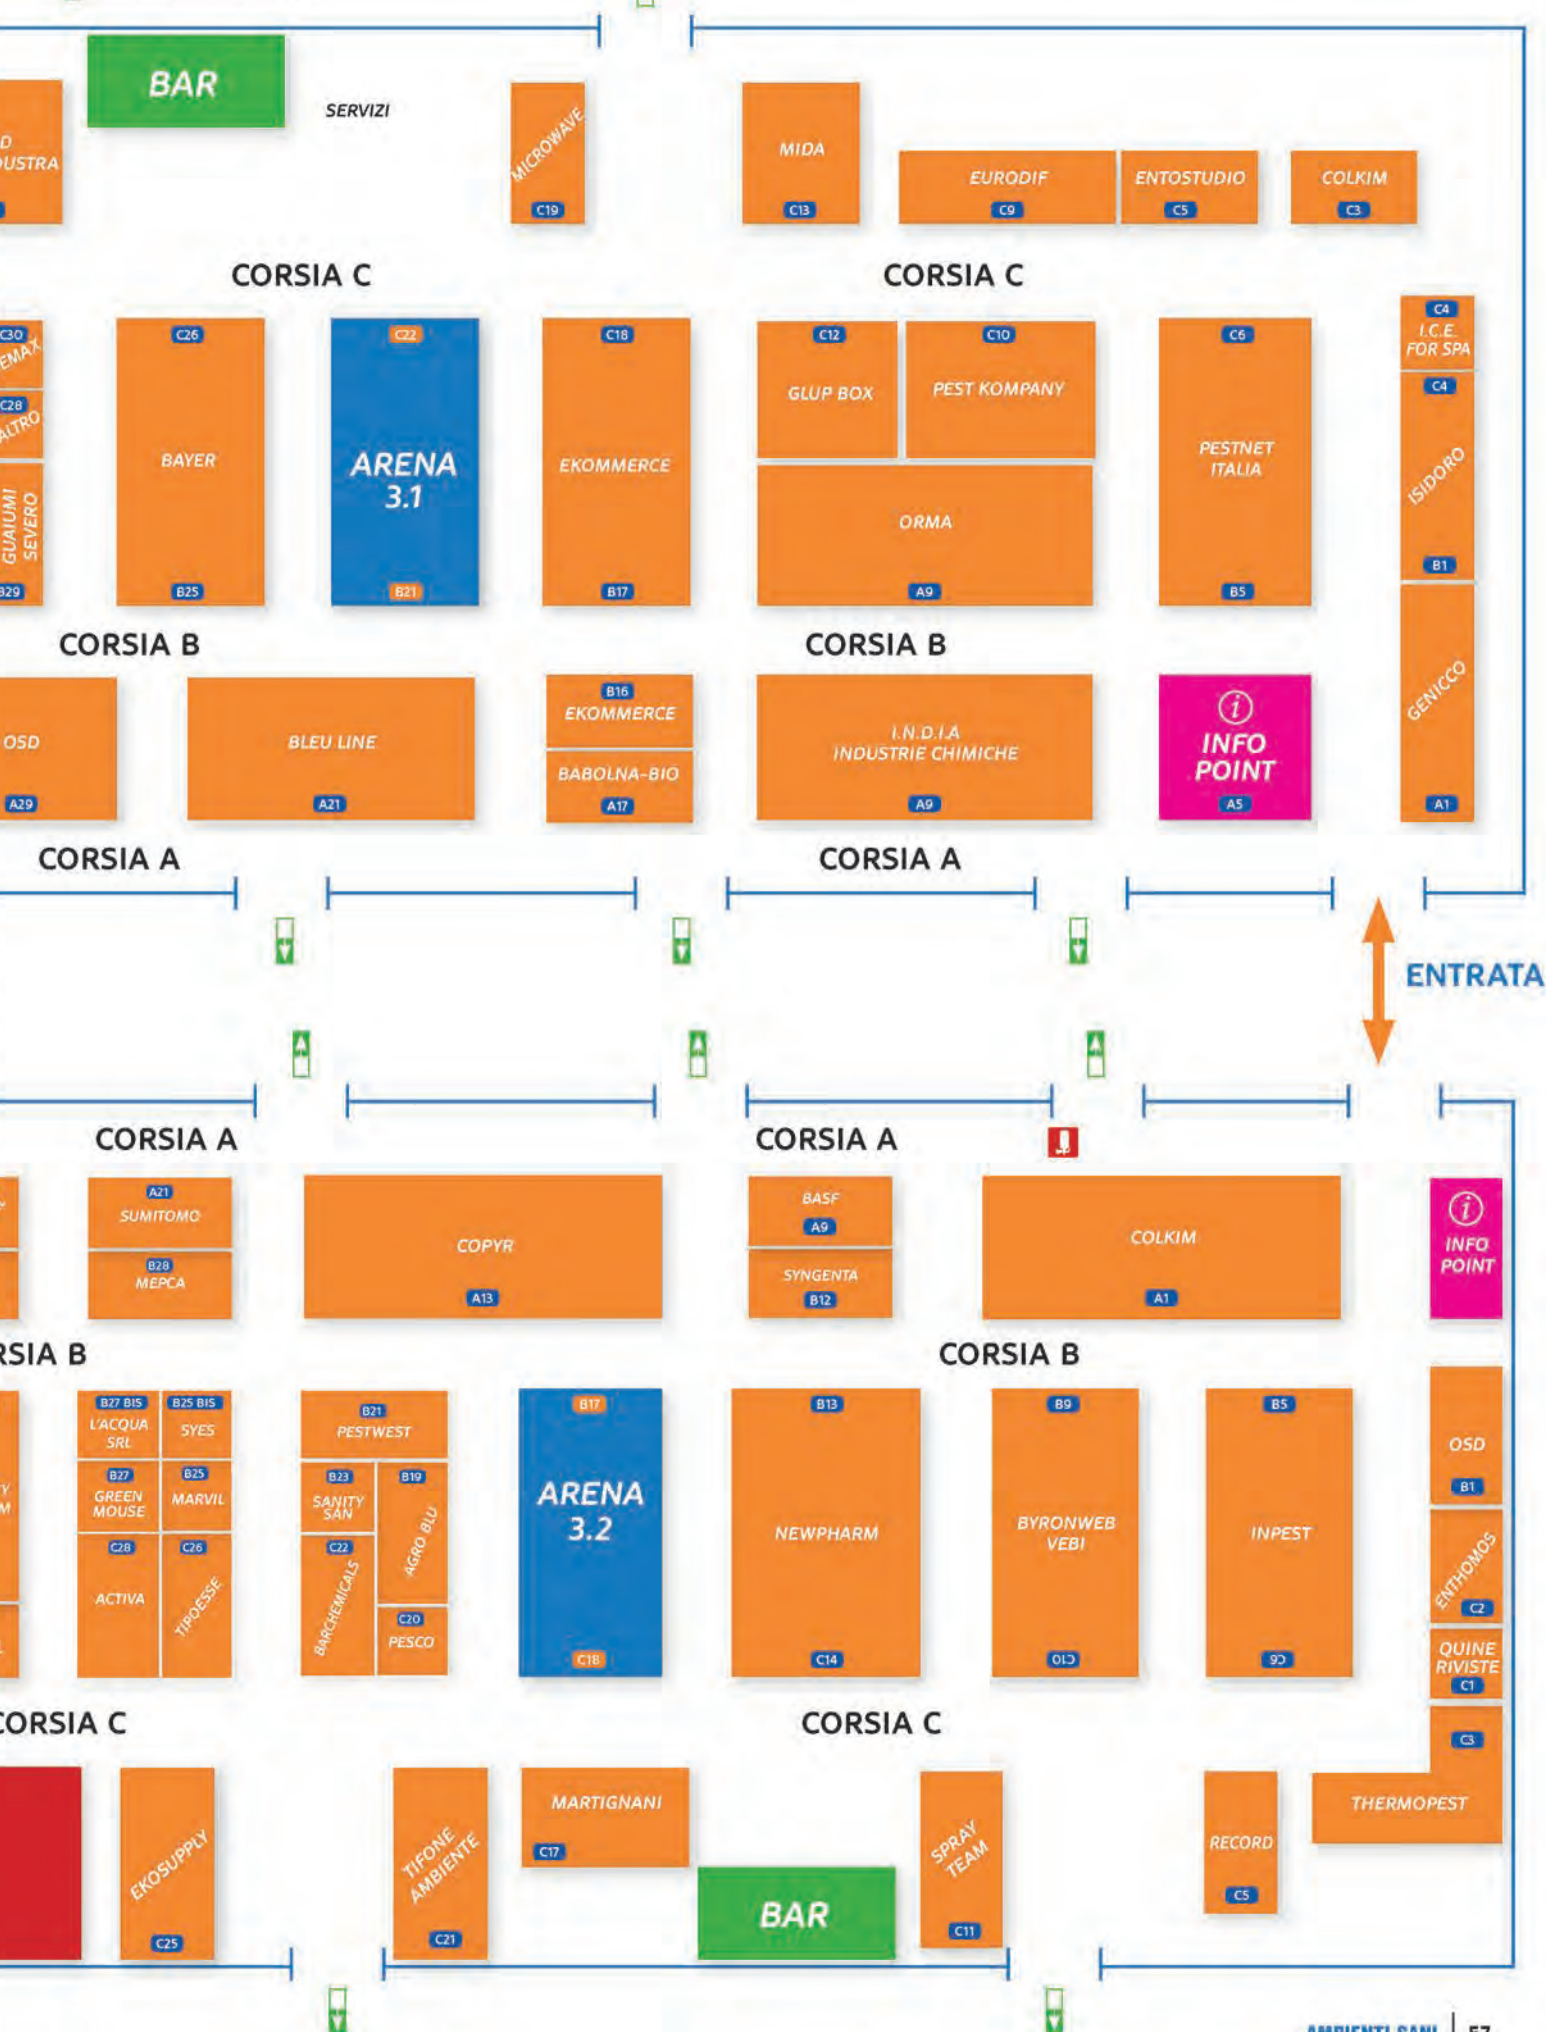 BAR
SERVIZI
MICROWAVE
C19
MIDA
C13
EURODIF
C9
ENTOSTUDIO
C5
COLKIM
C3
D
USTRA
CORSIA C
CORSIA C
C30
EMAX
C28
ALTRO
GUAIUMI
SEVERO
B29
C26
BAYER
B25
C22
ARENA
3.1
B21
C18
EKOMMERCE
B17
C12
GLUP BOX
C10
PEST KOMPANY
ORMA
A9
C6
PESTNET
ITALIA
B5
C4
I.C.E.
FOR SPA
C4
ISIDORO
B1
GENICCO
A1
CORSIA B
CORSIA B
OSD
A29
BLEU LINE
A21
B16
EKOMMERCE
BABOLNA-BIO
A17
I.N.D.I.A
INDUSTRIE CHIMICHE
A9
i
INFO
POINT
A5
CORSIA A
CORSIA A
ENTRATA
CORSIA A
CORSIA A
A21
SUMITOMO
B28
MEPCA
COPYR
A13
BASF
A9
SYNGENTA
B12
COLKIM
A1
i
INFO
POINT
RSIA B
CORSIA B
Y
M
B27 BIS
L'ACQUA
SRL
B25 BIS
SYES
B27
GREEN
MOUSE
B25
MARVIL
C28
ACTIVA
C26
TIPOESSE
B21
PESTWEST
B23
SANITY
SAN
B19
AGRO BLU
C22
BARCHEMICALS
C20
PESCO
B17
ARENA
3.2
C18
B13
NEWPHARM
C14
B9
BYRONWEB
VEBI
C10
B5
INPEST
C6
OSD
B1
ENTHOMOS
C2
QUINE
RIVISTE
C1
C3
THERMOPEST
CORSIA C
CORSIA C
EKOSUPPLY
C25
TIFONE
AMBIENTE
C21
MARTIGNANI
C17
BAR
SPRAY
TEAM
C11
RECORD
C5
AMBIENTI SANI | 57